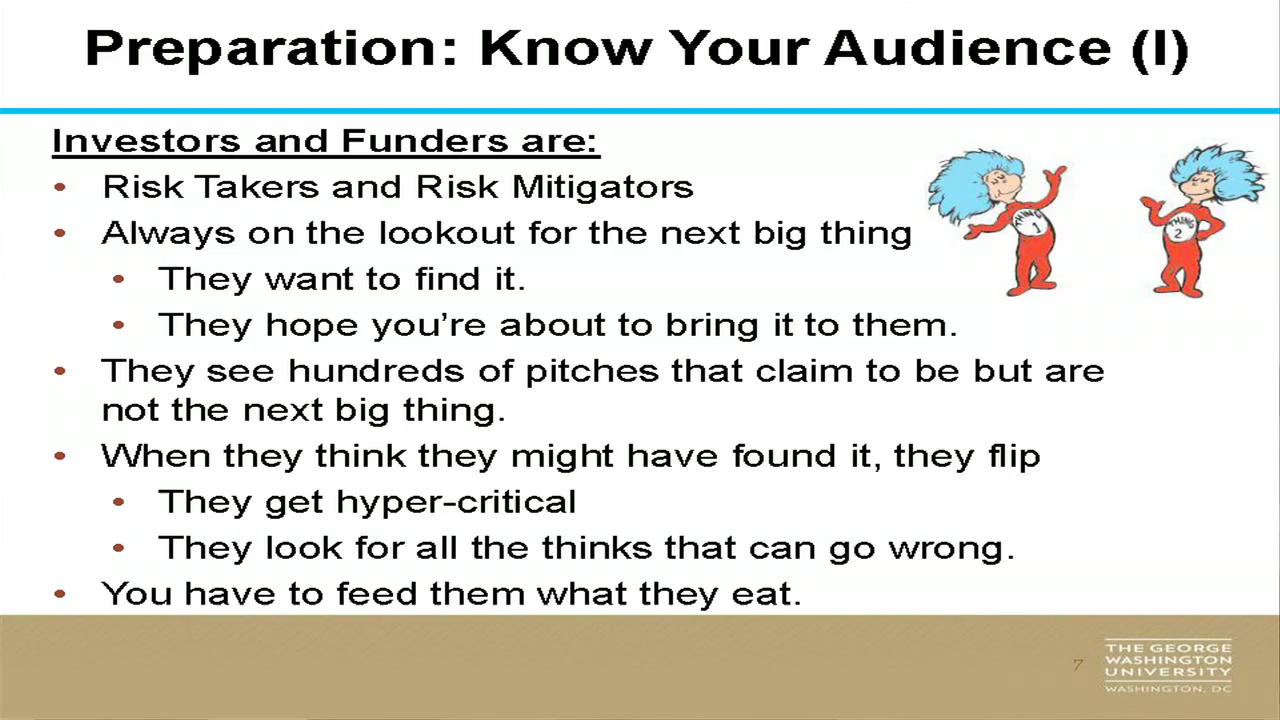 Preparation: Know Your Audience (I)
Investors and Funders are:
• Risk Takers and Risk Mitigators
• Always on the lookout for the next big thing
• They want to find it.
• They hope you're about to bring it to them.
THING 1
THING 2
• They see hundreds of pitches that claim to be but are
not the next big thing.
• When they think they might have found it, they flip
• They get hyper-critical
• They look for all the thinks that can go wrong.
• You have to feed them what they eat.
7
THE GEORGE
WASHINGTON
UNIVERSITY
WASHINGTON, DC